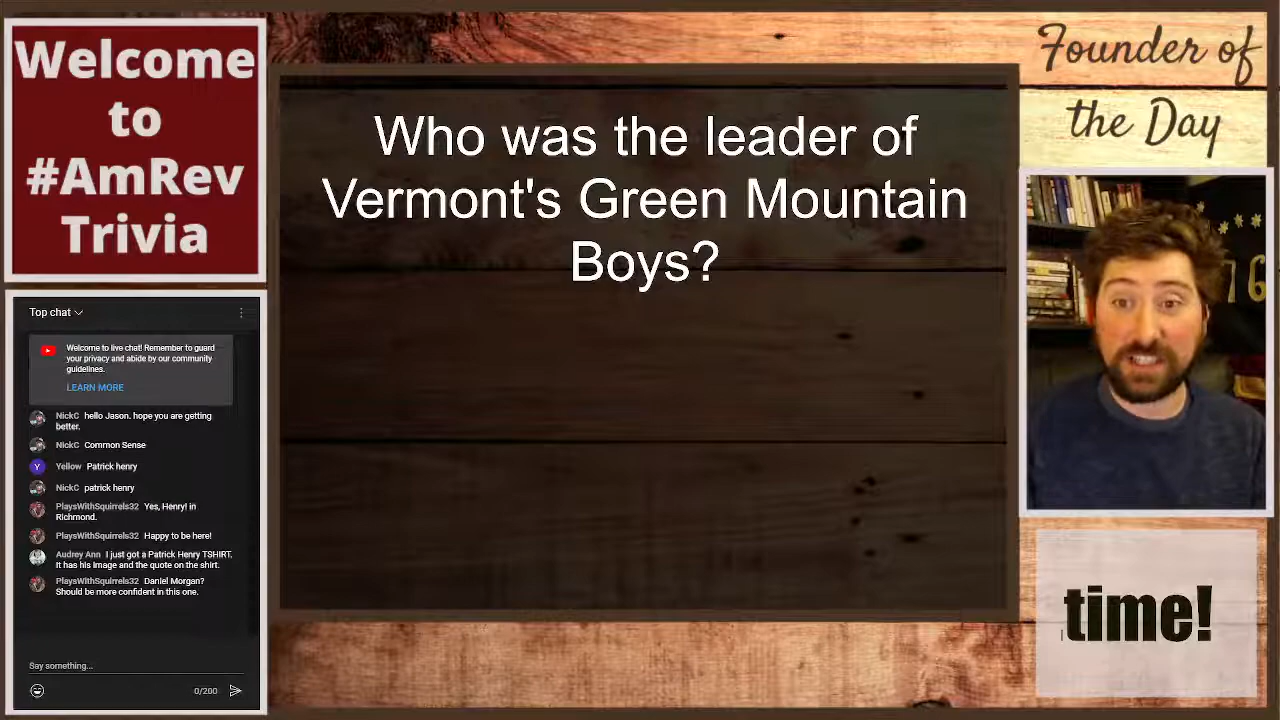 Welcome
to
#AmRev
Trivia
Founder of
the Day
Who was the leader of
Vermont's Green Mountain
Boys?
Top chat
Welcome to live chat! Remember to guard
your privacy and abide by our community
guidelines.
LEARN MORE
NickC hello Jason. hope you are getting
better.
NickC Common Sense
Y Yellow Patrick henry
NickC patrick henry
PlaysWithSquirrels32 Yes, Henry! in
Richmond.
PlaysWithSquirrels32 Happy to be here!
Audrey Ann I just got a Patrick Henry TSHIRT.
It has his image and the quote on the shirt.
PlaysWithSquirrels32 Daniel Morgan?
Should be more confident in this one.
Say something...
0/200
time!